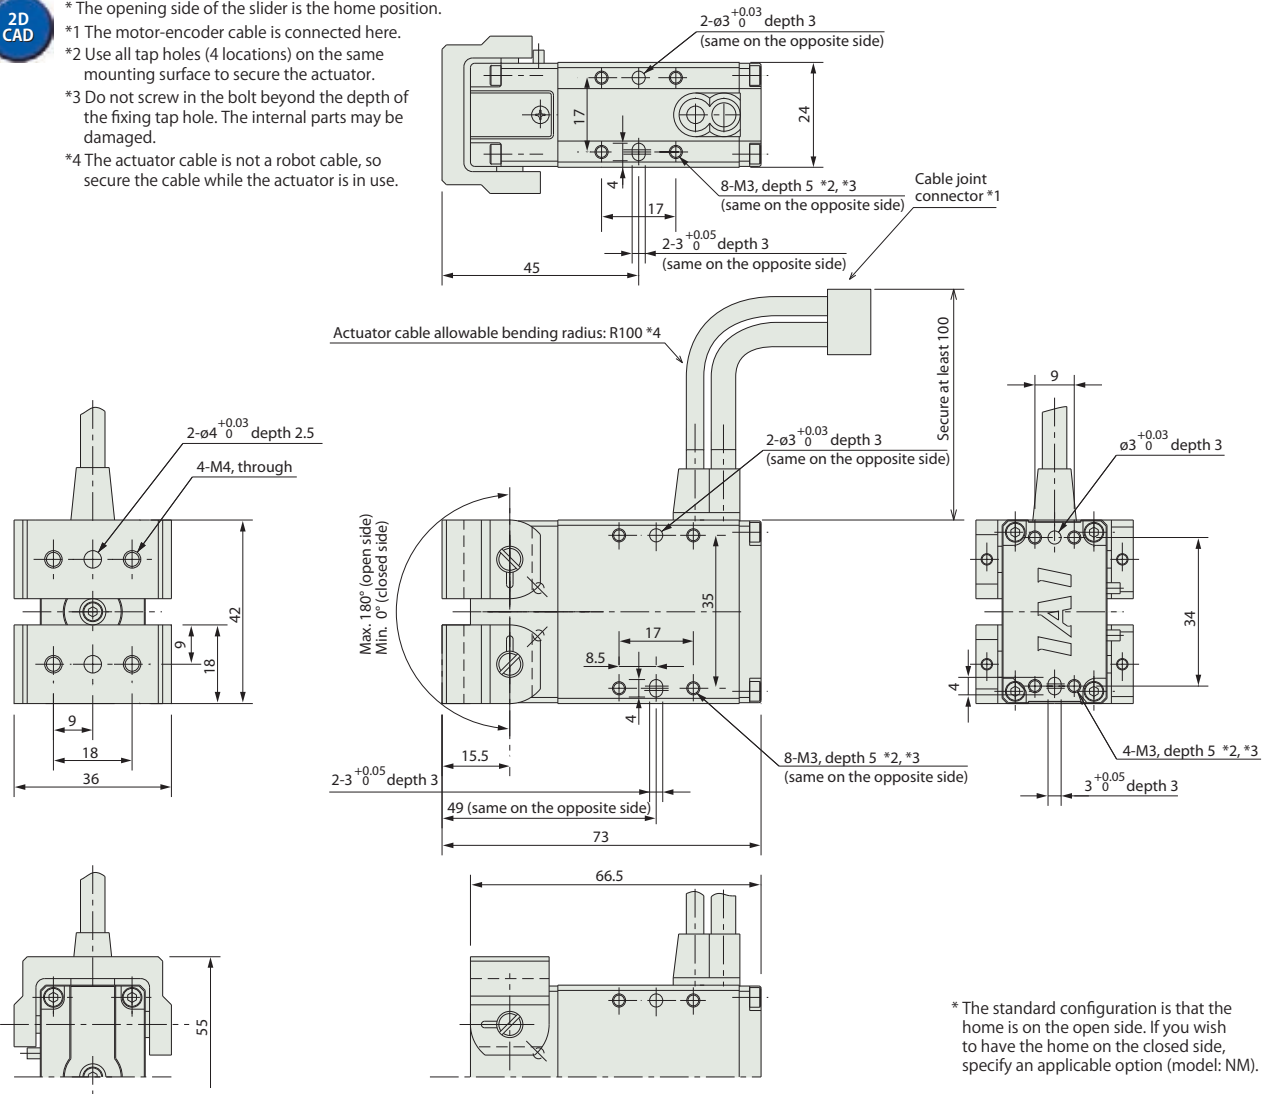 2D
CAD
* The opening side of the slider is the home position.
*1 The motor-encoder cable is connected here.
*2 Use all tap holes (4 locations) on the same
mounting surface to secure the actuator.
*3 Do not screw in the bolt beyond the depth of
the fixing tap hole. The internal parts may be
damaged.
*4 The actuator cable is not a robot cable, so
secure the cable while the actuator is in use.
2-ø3 +0.03 0 depth 3
(same on the opposite side)
17
24
4
8-M3, depth 5 *2, *3
(same on the opposite side)
17
2-3 +0.05 0 depth 3
(same on the opposite side)
45
Cable joint
connector *1
Actuator cable allowable bending radius: R100 *4
Secure at least 100
2-ø4 +0.03 0 depth 2.5
4-M4, through
42
9
18
9
18
36
2-ø3 +0.03 0 depth 3
(same on the opposite side)
Max. 180° (open side)
Min. 0° (closed side)
35
17
8.5
4
15.5
2-3 +0.05 0 depth 3
8-M3, depth 5 *2, *3
(same on the opposite side)
49 (same on the opposite side)
73
9
ø3 +0.03 0 depth 3
IAI
34
4
4-M3, depth 5 *2, *3
3 +0.05 0 depth 3
55
66.5
* The standard configuration is that the
home is on the open side. If you wish
to have the home on the closed side,
specify an applicable option (model: NM).